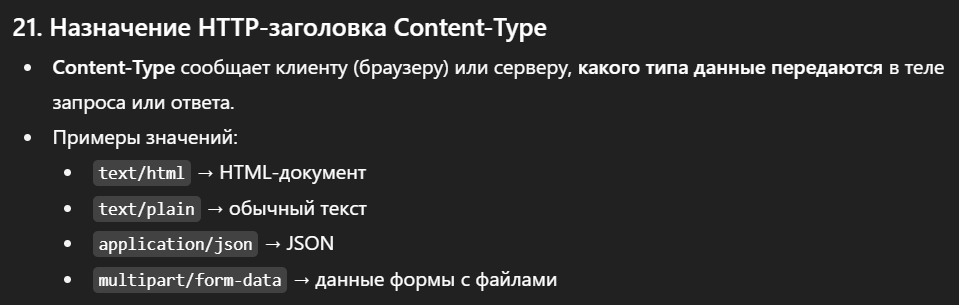 21. Назначение HTTP-заголовка Content-Type
• Content-Type сообщает клиенту (браузеру) или серверу, какого типа данные передаются в теле
запроса или ответа.
• Примеры значений:
• text/html → HTML-документ
• text/plain → обычный текст
• application/json → JSON
• multipart/form-data → данные формы с файлами